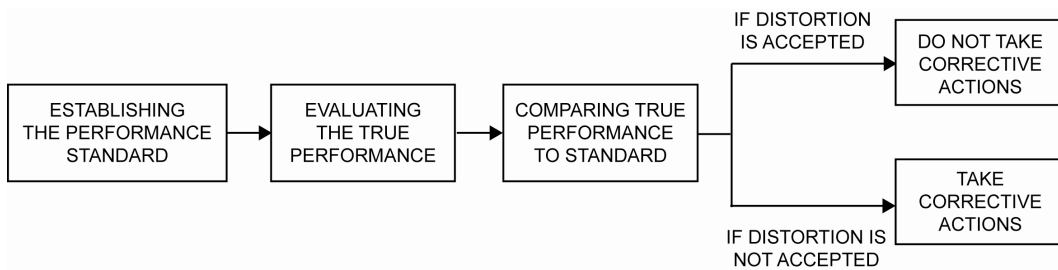 ESTABLISHING
THE PERFORMANCE
STANDARD
EVALUATING
THE TRUE
PERFORMANCE
COMPARING TRUE
PERFORMANCE
TO STANDARD
IF DISTORTION
IS ACCEPTED
DO NOT TAKE
CORRECTIVE
ACTIONS
IF DISTORTION IS
NOT ACCEPTED
TAKE
CORRECTIVE
ACTIONS